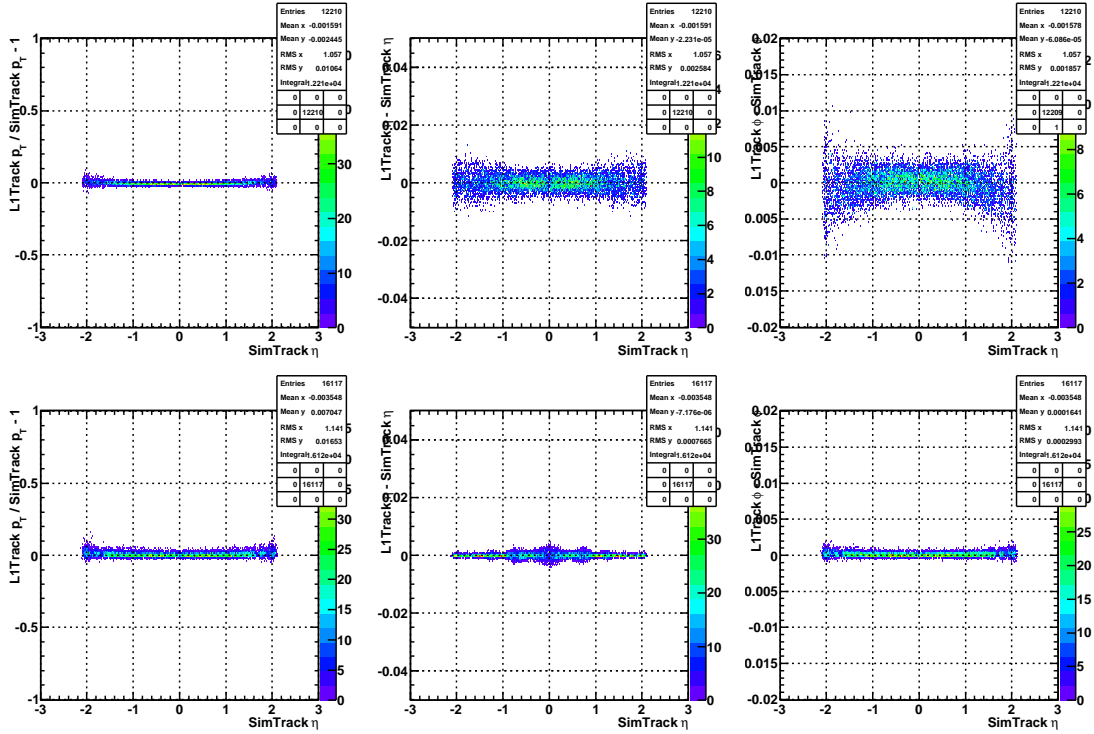 Entries 12210
Mean x -0.001591
Mean y -0.002445
RMS x 1.057
RMS y 0.01064
Integral 1.221e+04
0 0 0
0 12210 0
0 0 0
L1Track p_T / SimTrack p_T - 1
1
0.5
0
-0.5
-1
-3 -2 -1 0 1 2 3
SimTrack η
30
20
10
0
Entries 12210
Mean x -0.001591
Mean y -2.231e-05
RMS x 1.057
RMS y 0.002584
Integral 1.221e+04
0 0 0
0 12210 0
0 0 0
L1Track η - SimTrack η
0.04
0.02
0
-0.02
-0.04
-3 -2 -1 0 1 2 3
SimTrack η
10
8
6
4
2
0
Entries 12210
Mean x -0.001578
Mean y -6.086e-05
RMS x 1.057
RMS y 0.001857
Integral 1.221e+04
0 0 0
0 12209 0
0 1 0
L1Track ϕ - SimTrack ϕ
0.02
0.015
0.01
0.005
0
0.005
-0.01
0.015
-0.02
-3 -2 -1 0 1 2 3
SimTrack η
8
6
4
2
0
Entries 16117
Mean x -0.003548
Mean y 0.007047
RMS x 1.141
RMS y 0.01653
Integral 1.612e+04
0 0 0
0 16117 0
0 0 0
L1Track p_T / SimTrack p_T - 1
1
0.5
0
-0.5
-1
-3 -2 -1 0 1 2 3
SimTrack η
30
25
20
15
10
5
0
Entries 16117
Mean x -0.003548
Mean y -7.176e-06
RMS x 1.141
RMS y 0.0007665
Integral 1.612e+04
0 0 0
0 16117 0
0 0 0
L1Track η - SimTrack η
0.04
0.02
0
-0.02
-0.04
-3 -2 -1 0 1 2 3
SimTrack η
30
20
10
0
Entries 16117
Mean x -0.003548
Mean y 0.0001641
RMS x 1.141
RMS y 0.0002993
Integral 1.612e+04
0 0 0
0 16117 0
0 0 0
L1Track ϕ - SimTrack ϕ
0.02
0.015
0.01
0.005
0
0.005
-0.01
0.015
-0.02
-3 -2 -1 0 1 2 3
SimTrack η
25
20
15
10
5
0